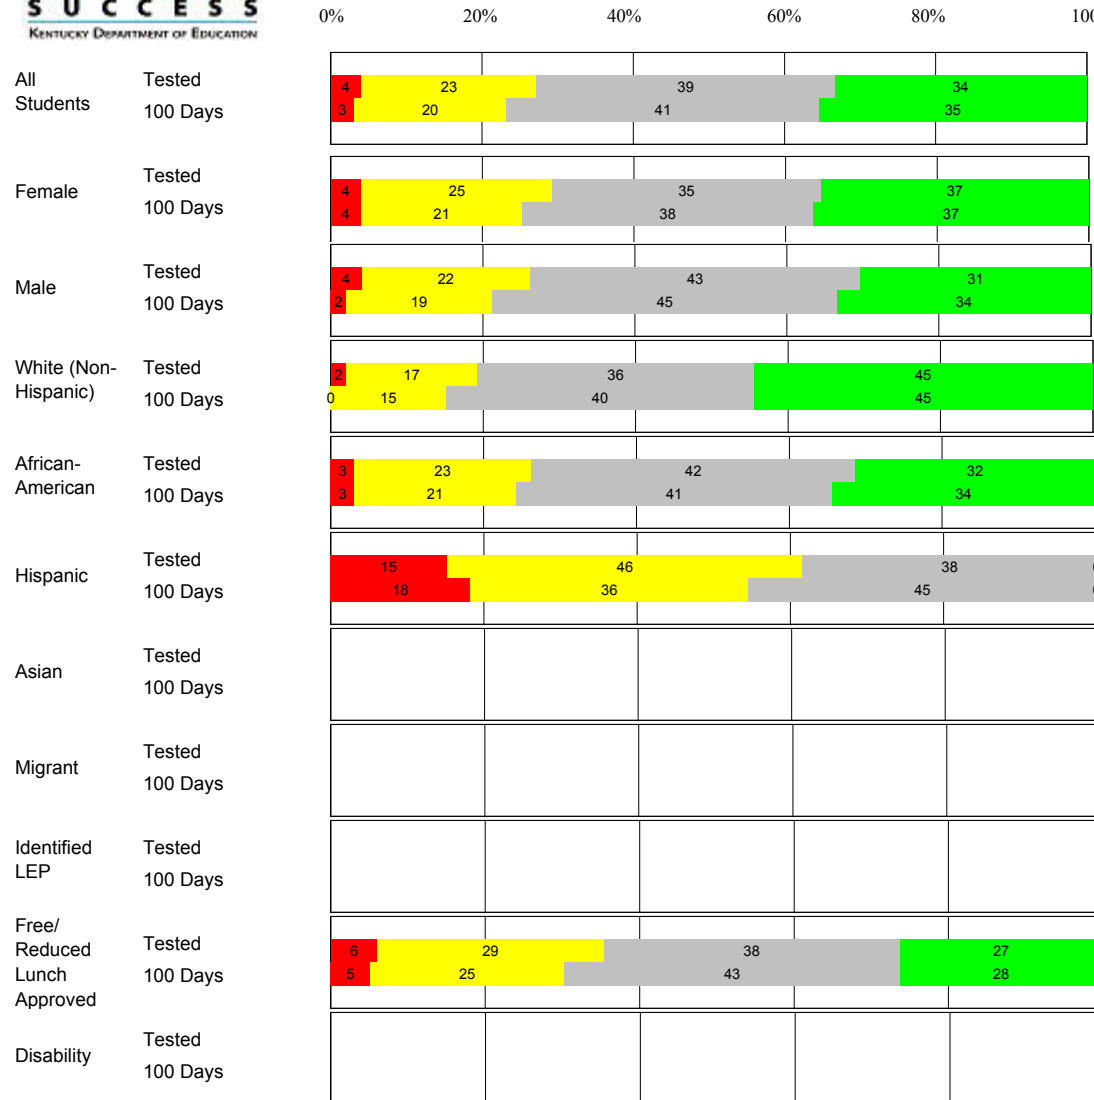 SUCCESS
KENTUCKY DEPARTMENT OF EDUCATION
0% 20% 40% 60% 80% 100
All Students
Tested 4 23 39 34
100 Days 3 20 41 35
Female
Tested 4 25 35 37
100 Days 4 21 38 37
Male
Tested 4 22 43 31
100 Days 2 19 45 34
White (Non-
Hispanic)
Tested 2 17 36 45
100 Days 0 15 40 45
African-
American
Tested 3 23 42 32
100 Days 3 21 41 34
Hispanic
Tested 15 46 38
100 Days 18 36 45
Asian
Tested
100 Days
Migrant
Tested
100 Days
Identified
LEP
Tested
100 Days
Free/
Reduced
Lunch
Approved
Tested 6 29 38 27
100 Days 5 25 43 28
Disability
Tested
100 Days